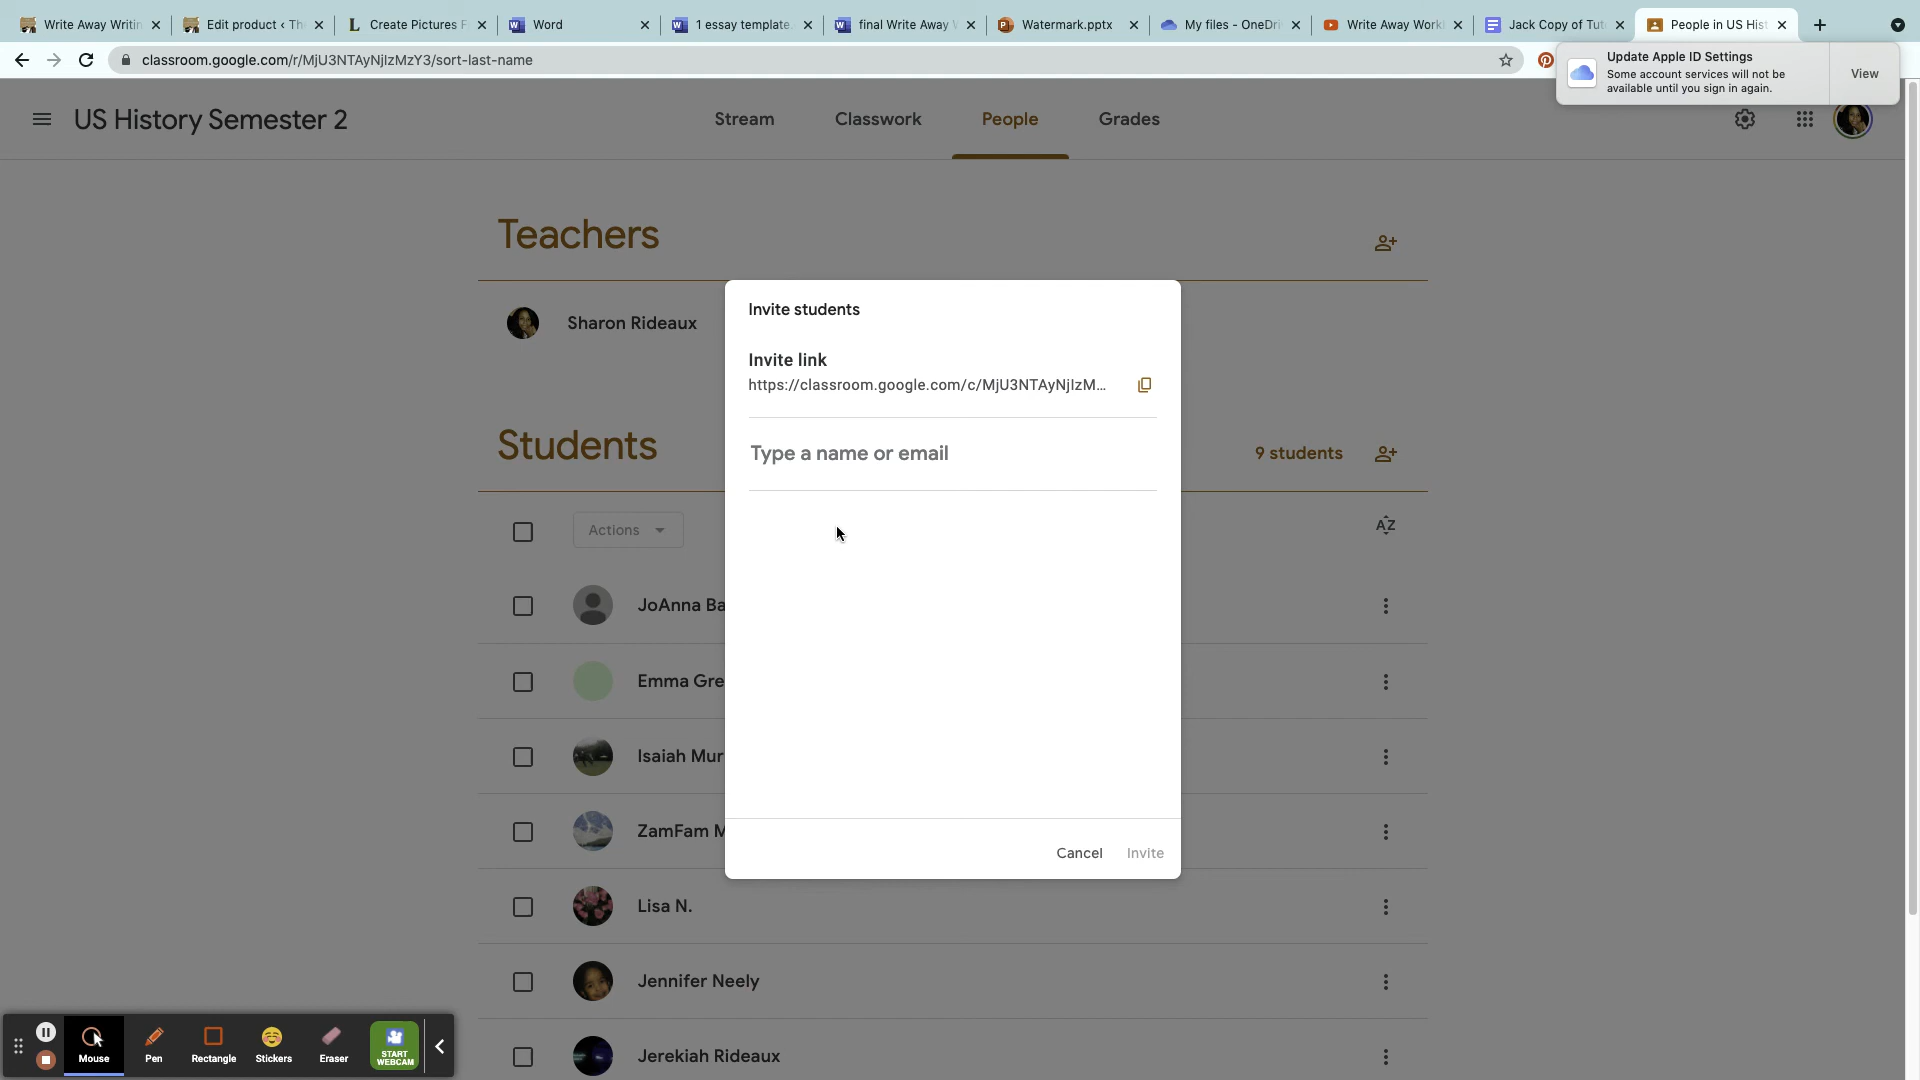 Write Away Writin
Edit product ‹ Th
Create Pictures F
Word
1 essay template.
final Write Away W
Watermark.pptx
My files - OneDri
Write Away Work
Jack Copy of Tut
People in US Hist
classroom.google.com/r/MjU3NTAyNjIzMzY3/sort-last-name
Update Apple ID Settings
Some account services will not be
available until you sign in again.
View
US History Semester 2
Stream
Classwork
People
Grades
Teachers
Sharon Rideaux
Invite students
Invite link
https://classroom.google.com/c/MjU3NTAyNjIzM...
Type a name or email
Students
9 students
Actions
AZ
JoAnna Ba
Emma Gre
Isaiah Mur
ZamFam M
Cancel
Invite
Lisa N.
Jennifer Neely
Jerekiah Rideaux
Mouse
Pen
Rectangle
Stickers
Eraser
START
WEBCAM